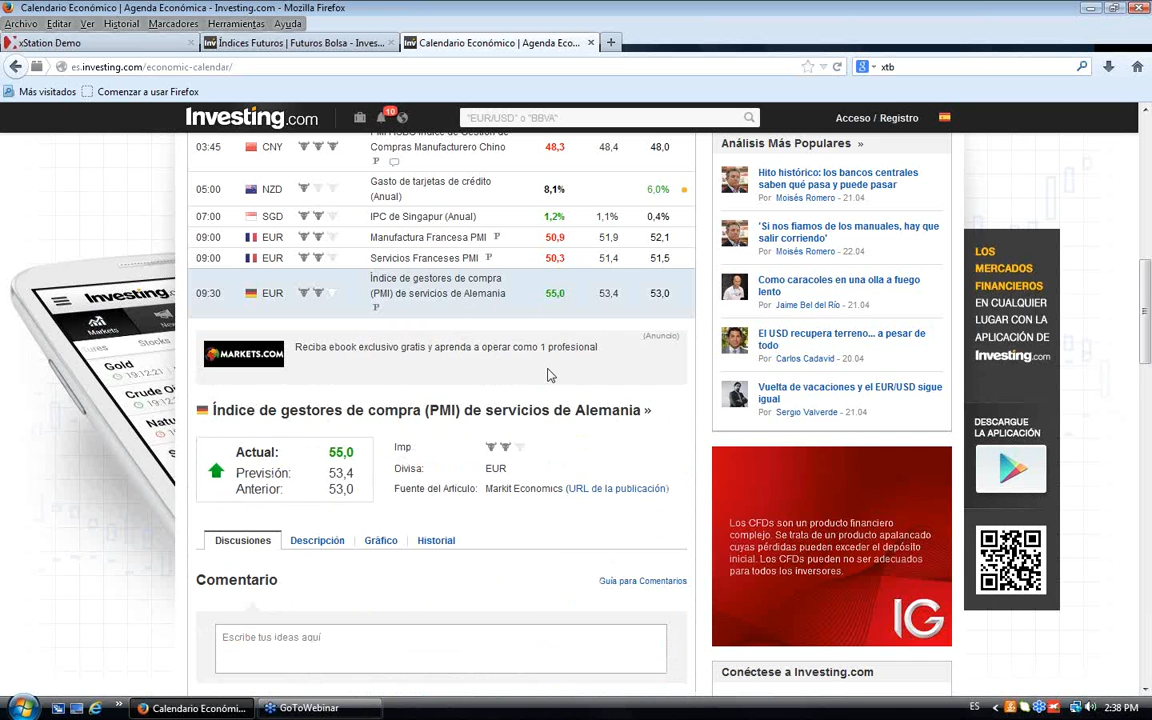 Calendario Económico | Agenda Económica - Investing.com - Mozilla Firefox
Archivo Editar Ver Historial Marcadores Herramientas Ayuda
xStation Demo
Índices Futuros | Futuros Bolsa - Inves...
Calendario Económico | Agenda Eco...
es.investing.com/economic-calendar/
xtb
Más visitados Comenzar a usar Firefox
Investing.com
10
"EUR/USD" o "BBVA"
Acceso / Registro
PMI HSBC Índice de Gestión de
03:45 CNY Compras Manufacturero Chino 48,3 48,4 48,0
P
05:00 NZD Gasto de tarjetas de crédito (Anual) 8,1% 6,0%
07:00 SGD IPC de Singapur (Anual) 1,2% 1,1% 0,4%
09:00 EUR Manufactura Francesa PMI P 50,9 51,9 52,1
09:00 EUR Servicios Franceses PMI P 50,3 51,4 51,5
Índice de gestores de compra
09:30 EUR (PMI) de servicios de Alemania 55,0 53,4 53,0
P
(Anuncio)
MARKETS.COM
Reciba ebook exclusivo gratis y aprenda a operar como 1 profesional
Índice de gestores de compra (PMI) de servicios de Alemania »
Actual: 55,0
Previsión: 53,4
Anterior: 53,0
Imp
Divisa: EUR
Fuente del Artículo: Markit Economics (URL de la publicación)
Discusiones Descripción Gráfico Historial
Comentario
Guía para Comentarios
Escribe tus ideas aquí
Análisis Más Populares »
Hito histórico: los bancos centrales
saben qué pasa y puede pasar
Por Moisés Romero - 21.04
'Si nos fiamos de los manuales, hay que
salir corriendo'
Por Moisés Romero - 22.04
Como caracoles en una olla a fuego
lento
Por Jaime Bel del Río - 21.04
El USD recupera terreno... a pesar de
todo
Por Carlos Cadavid - 20.04
Vuelta de vacaciones y el EUR/USD sigue
igual
Por Sergio Valverde - 21.04
Los CFDs son un producto financiero
complejo. Se trata de un producto apalancado
cuyas pérdidas pueden exceder el depósito
inicial. Los CFDs pueden no ser adecuados
para todos los inversores.
IG
Conéctese a Investing.com
LOS
MERCADOS
FINANCIEROS
EN CUALQUIER
LUGAR CON LA
APLICACIÓN DE
Investing.com
DESCARGUE
LA APLICACIÓN
Investing
Markets
Stocks
Gold
19:12:21
Crude
Calendario Económi...
GoToWebinar
ES
2:38 PM